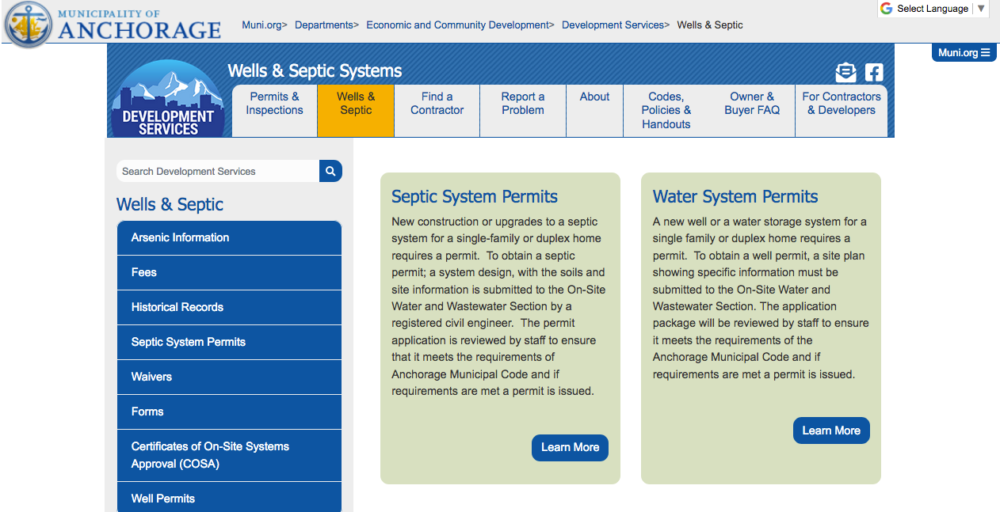 MUNICIPALITY OF
ANCHORAGE
Muni.org> Departments> Economic and Community Development> Development Services> Wells & Septic
Select Language ▼
Muni.org
DEVELOPMENT
SERVICES
Wells & Septic Systems
Permits &
Inspections
Wells &
Septic
Find a
Contractor
Report a
Problem
About
Codes,
Policies &
Handouts
Owner &
Buyer FAQ
For Contractors
& Developers
Search Development Services
Wells & Septic
Arsenic Information
Fees
Historical Records
Septic System Permits
Waivers
Forms
Certificates of On-Site Systems
Approval (COSA)
Well Permits
Septic System Permits
New construction or upgrades to a septic
system for a single-family or duplex home
requires a permit.  To obtain a septic
permit; a system design, with the soils and
site information is submitted to the On-Site
Water and Wastewater Section by a
registered civil engineer.  The permit
application is reviewed by staff to ensure
that it meets the requirements of
Anchorage Municipal Code and if
requirements are met a permit is issued.
Learn More
Water System Permits
A new well or a water storage system for a
single family or duplex home requires a
permit.  To obtain a well permit, a site plan
showing specific information must be
submitted to the On-Site Water and
Wastewater Section. The application
package will be reviewed by staff to ensure
it meets the requirements of the
Anchorage Municipal Code and if
requirements are met a permit is issued.
Learn More